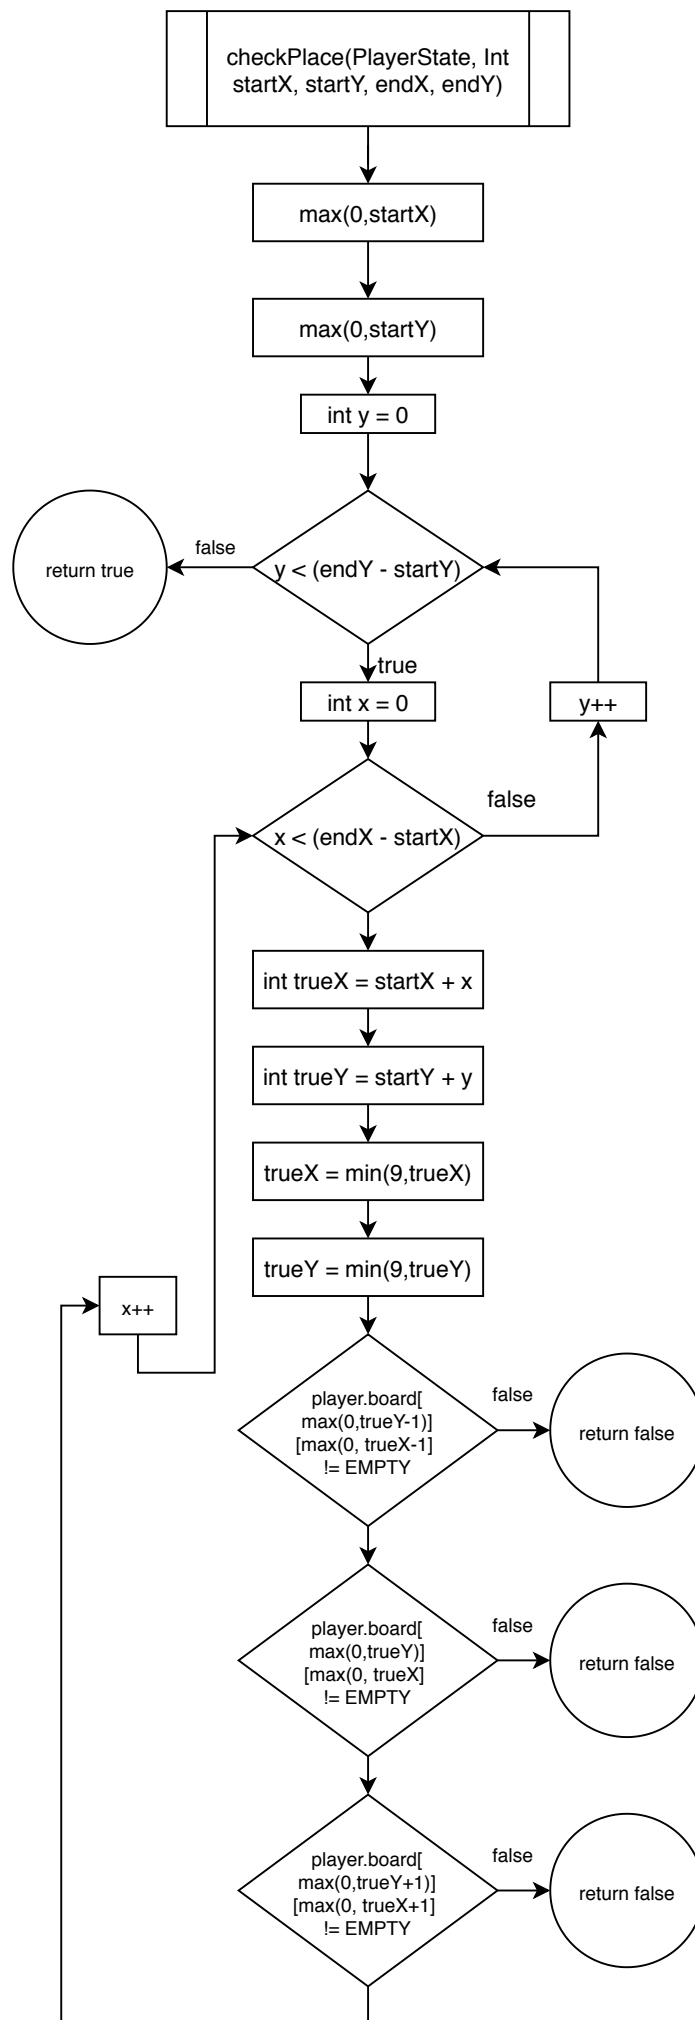 checkPlace(PlayerState, Int
startX, startY, endX, endY)
max(0,startX)
max(0,startY)
int y = 0
y < (endY - startY)
false
return true
true
int x = 0
y++
x < (endX - startX)
false
int trueX = startX + x
int trueY = startY + y
trueX = min(9,trueX)
trueY = min(9,trueY)
x++
player.board[
max(0,trueY-1)]
[max(0, trueX-1]
!= EMPTY
false
return false
player.board[
max(0,trueY)]
[max(0, trueX]
!= EMPTY
false
return false
player.board[
max(0,trueY+1)]
[max(0, trueX+1]
!= EMPTY
false
return false